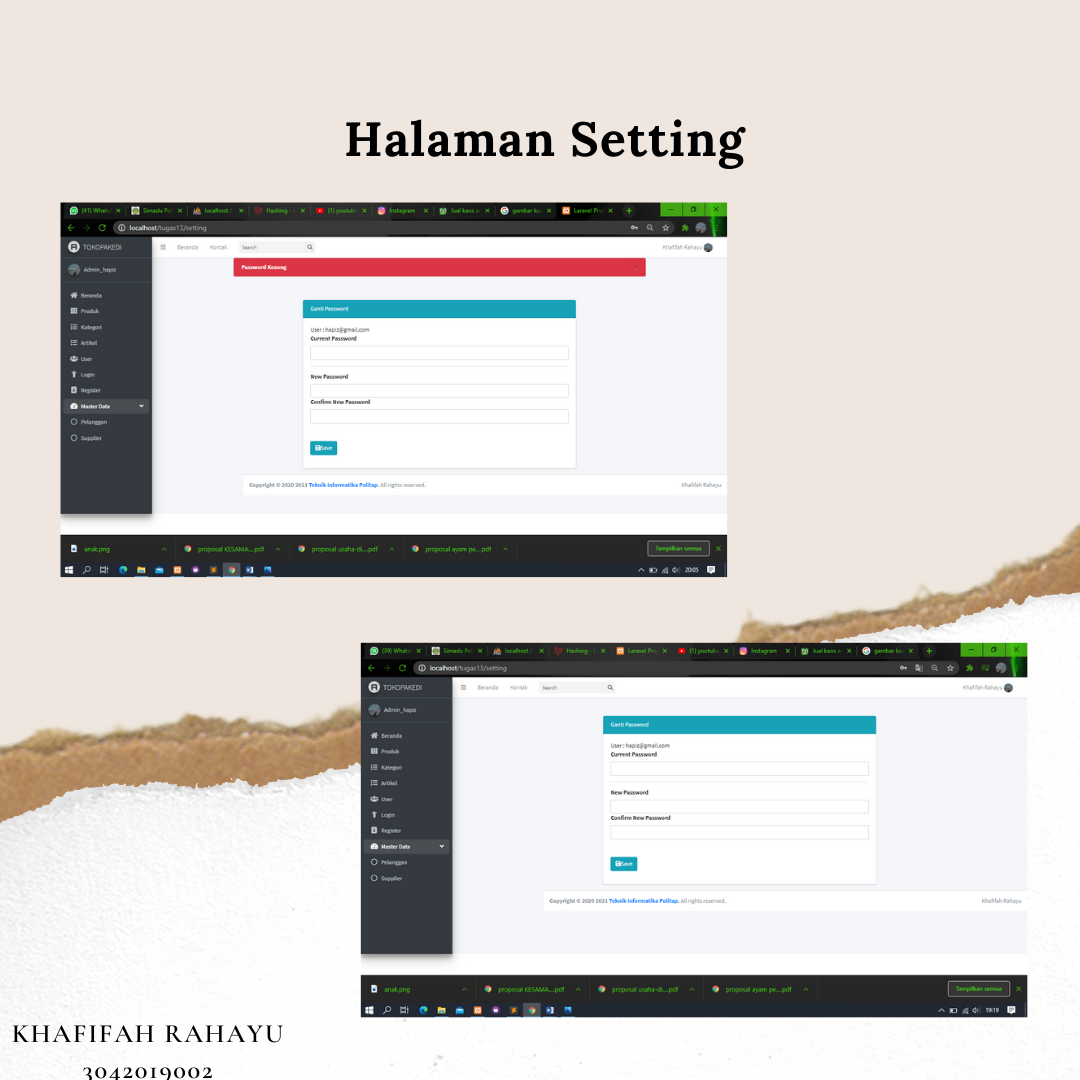 Halaman Setting
(41) Whats
Simadu Pol
localhost /
Hashing - L
(1) youtube
Instagram
Jual kaos a
gambar ka
Laravel Pro
localhost/tugas13/setting
TOKOPAKEDI
Beranda Kontak Search
Khafifah Rahayu
Password Kosong
Admin_hapiz
Beranda
Produk
Kategori
Artikel
User
Login
Register
Master Data
Pelanggan
Supplier
Ganti Password
User : hapiz@gmail.com
Current Password
New Password
Confirm New Password
Save
Copyright © 2020 2021 Teknik Informatika Politap. All rights reserved.
Khafifah Rahayu
anak.png
proposal KESAMA....pdf
proposal usaha-di....pdf
proposal ayam pe....pdf
Tampilkan semua
20:05
(39) Whats
Simadu Pol
localhost /
Hashing - L
Laravel Pro
(1) youtube
Instagram
Jual kaos a
gambar ka
localhost/tugas13/setting
TOKOPAKEDI
Beranda Kontak Search
Khafifah Rahayu
Admin_hapiz
Beranda
Produk
Kategori
Artikel
User
Login
Register
Master Data
Pelanggan
Supplier
Ganti Password
User : hapiz@gmail.com
Current Password
New Password
Confirm New Password
Save
Copyright © 2020 2021 Teknik Informatika Politap. All rights reserved.
Khafifah Rahayu
anak.png
proposal KESAMA....pdf
proposal usaha-di....pdf
proposal ayam pe....pdf
Tampilkan semua
19:19
KHAFIFAH RAHAYU
3042019002